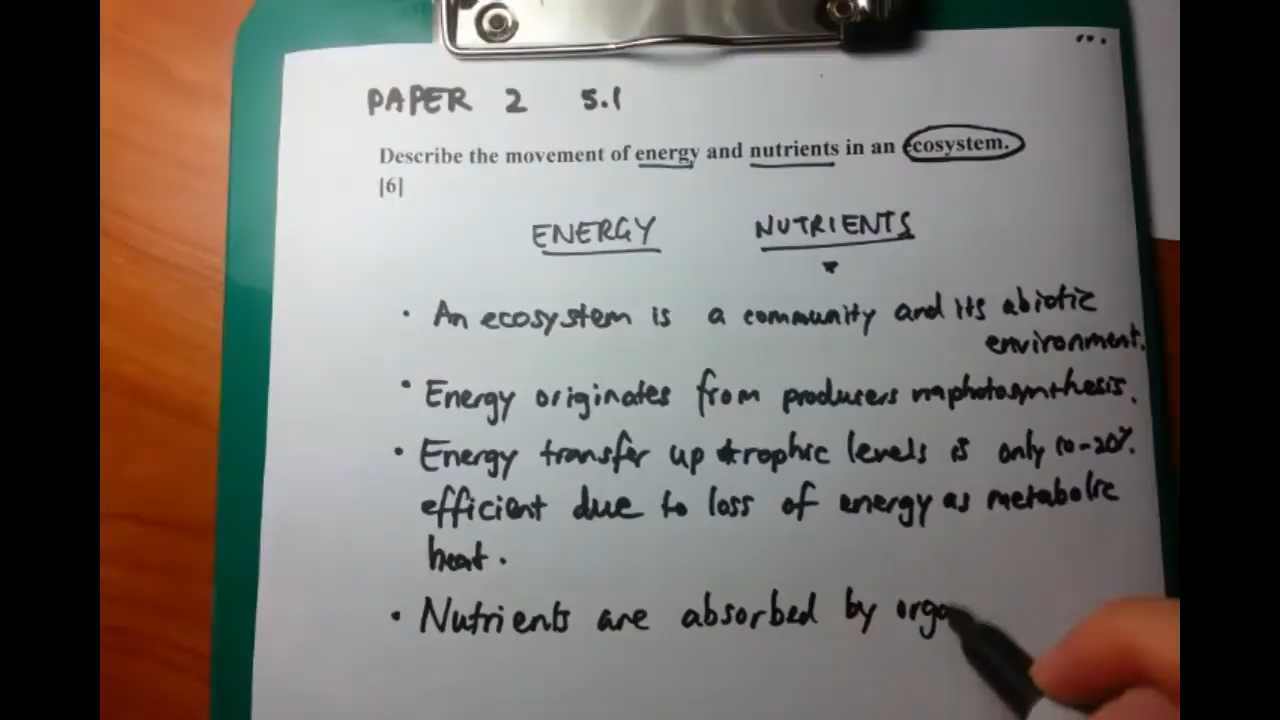 PAPER 2 5.1
Describe the movement of energy and nutrients in an ecosystem.
[6]
ENERGY NUTRIENTS
• An ecosystem is a community and its abiotic
environment.
• Energy originates from producers via photosynthesis.
• Energy transfer up trophic levels is only 10-20%
efficient due to loss of energy as metabolic
heat.
• Nutrients are absorbed by orga